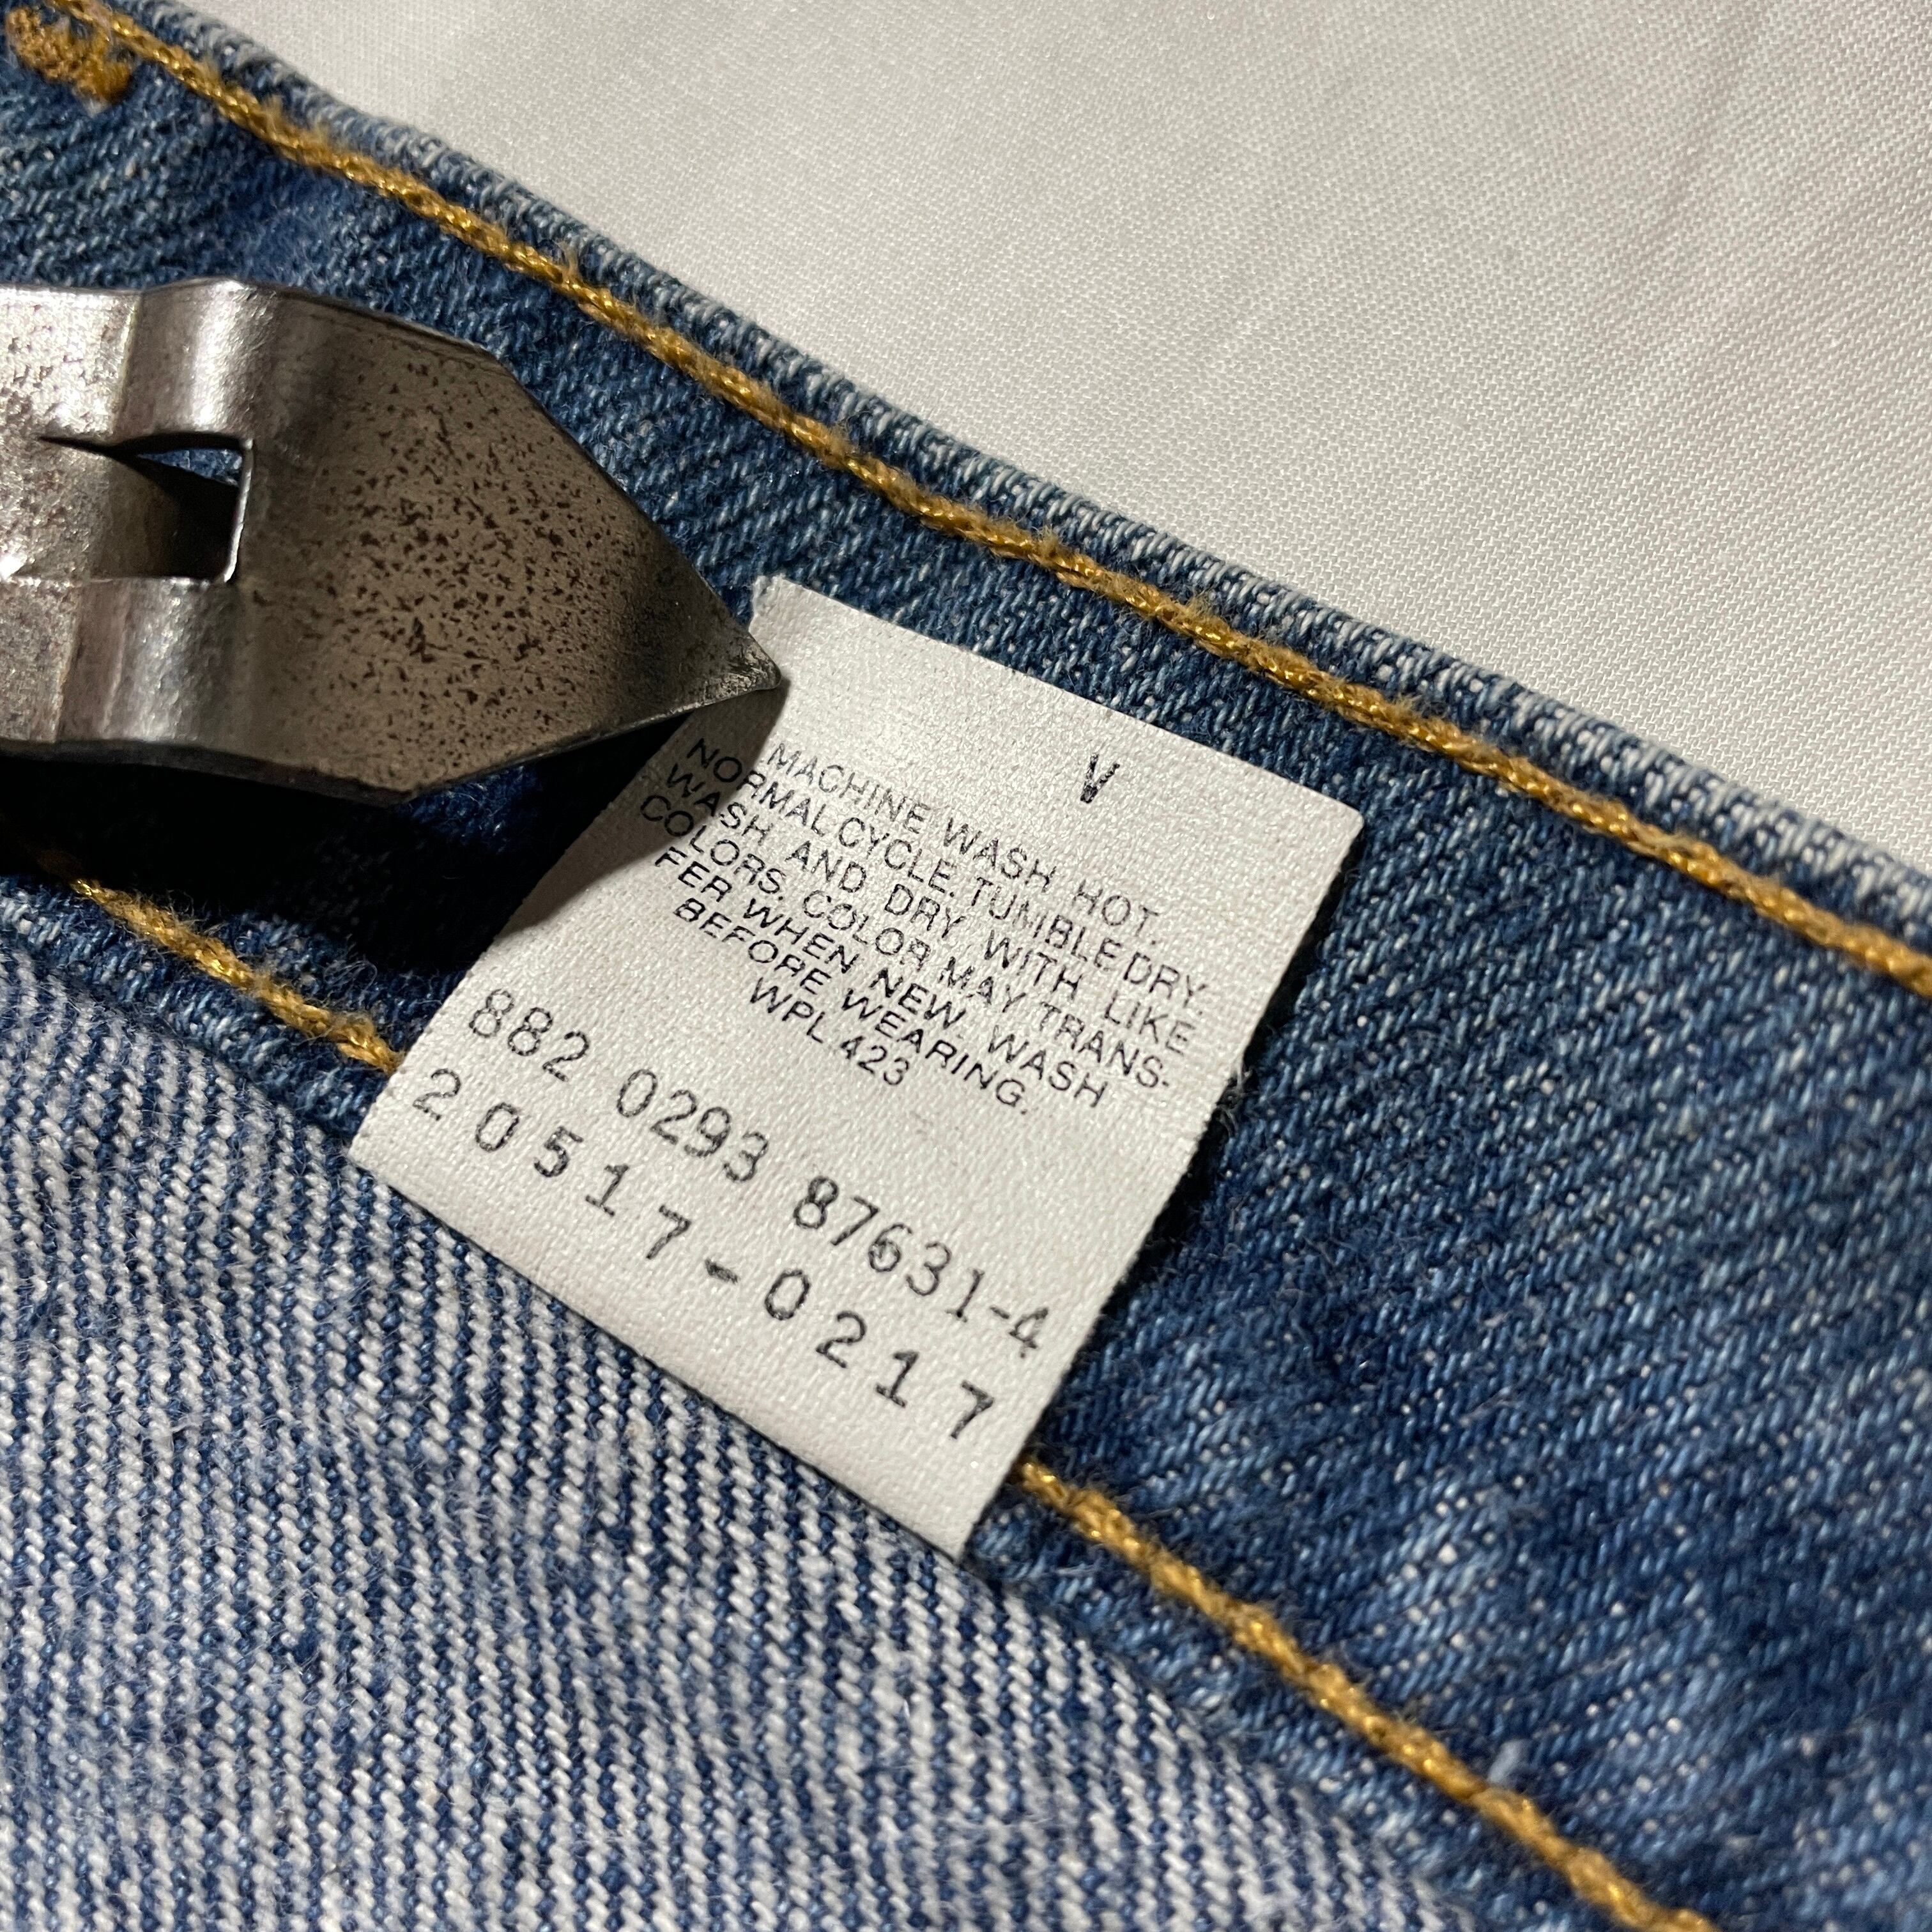 V
MACHINE WASH HOT.
NORMAL CYCLE. TUMBLE DRY.
WASH AND DRY WITH LIKE
COLORS. COLOR MAY TRANS-
FER WHEN NEW. WASH
BEFORE WEARING.
WPL 423
882 0293 87631-4
20517-0217